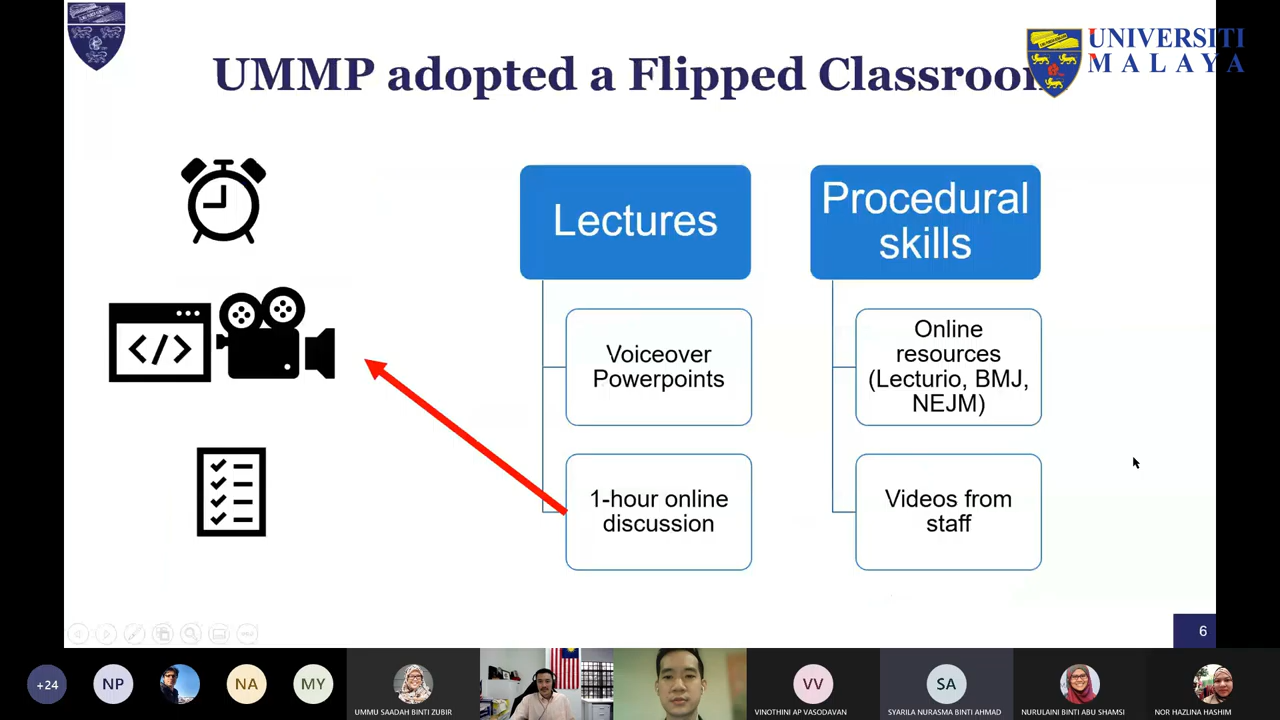 UMMP adopted a Flipped Classroom
UNIVERSITI
MALAYA
Lectures
Procedural
skills
Voiceover
Powerpoints
Online
resources
(Lecturio, BMJ,
NEJM)
</>
1-hour online
discussion
Videos from
staff
6
+24
NP
NA
MY
UMMU SAADAH BINTI ZUBIR
VV
VINOTHINI AP VASODAVAN
SA
SYARILA NURASMA BINTI AHMAD
NURULAINI BINTI ABU SHAMSI
NOR HAZLINA HASHIM